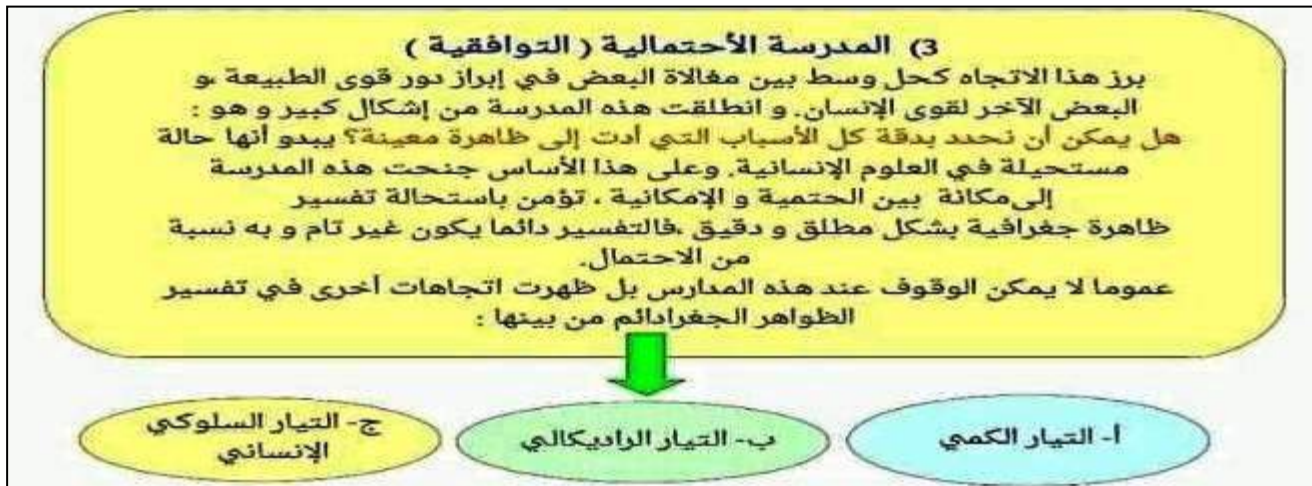 3) المدرسة الأحتمالية ( التوافقية )
برز هذا الاتجاه كحل وسط بين مغالاة البعض في إبراز دور قوى الطبيعة ،و
البعض الآخر لقوى الإنسان. و انطلقت هذه المدرسة من إشكال كبير و هو :
هل يمكن أن نحدد بدقة كل الأسباب التي أدت إلى ظاهرة معينة؟ يبدو أنها حالة
مستحيلة في العلوم الإنسانية. وعلى هذا الأساس جنحت هذه المدرسة
إلى مكانة بين الحتمية و الإمكانية ، تؤمن باستحالة تفسير
ظاهرة جغرافية بشكل مطلق و دقيق ،فالتفسير دائما يكون غير تام و به نسبة
من الاحتمال.
عموما لا يمكن الوقوف عند هذه المدارس بل ظهرت اتجاهات أخرى في تفسير
الظواهر الجغرادائم من بينها :
أ- التيار الكمي
ب- التيار الراديكالي
ج- التيار السلوكي
الإنساني